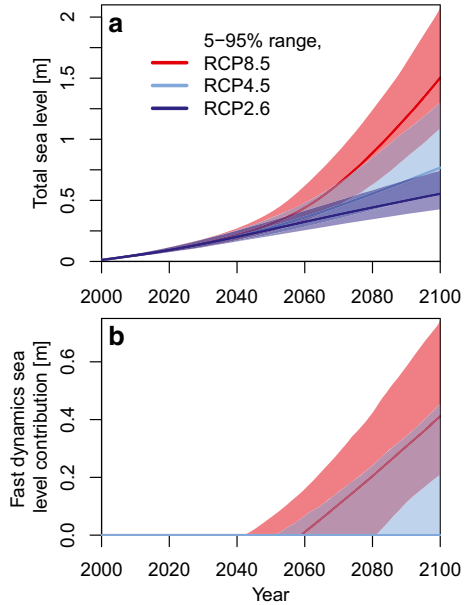 a
5−95% range,
RCP8.5
RCP4.5
RCP2.6
Total sea level [m]
0 0.5 1 1.5 2
2000 2020 2040 2060 2080 2100
b
Fast dynamics sea
level contribution [m]
0.0 0.2 0.4 0.6
2000 2020 2040 2060 2080 2100
Year